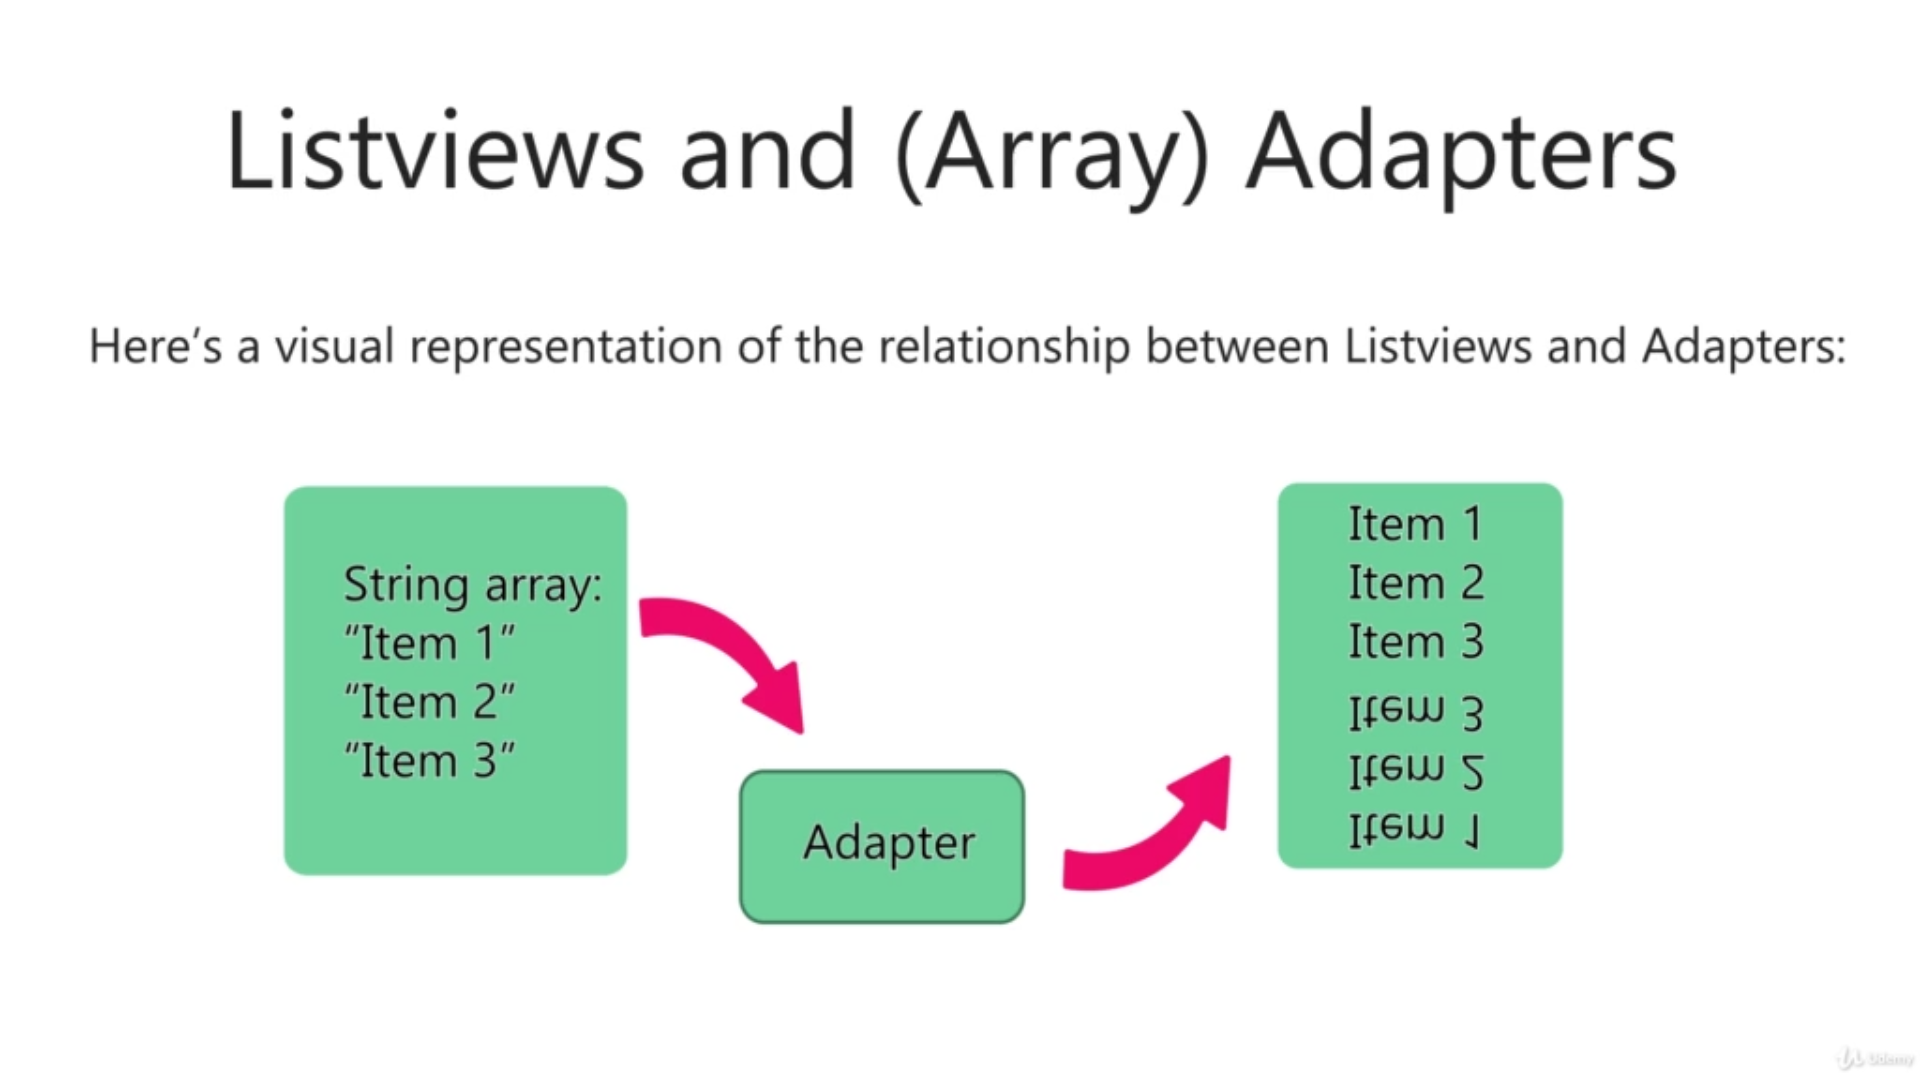 Listviews and (Array) Adapters
Here’s a visual representation of the relationship between Listviews and Adapters:
String array:
“Item 1”
“Item 2”
“Item 3”
Adapter
Item 1
Item 2
Item 3
Item 3
Item 2
Item 1
Udemy